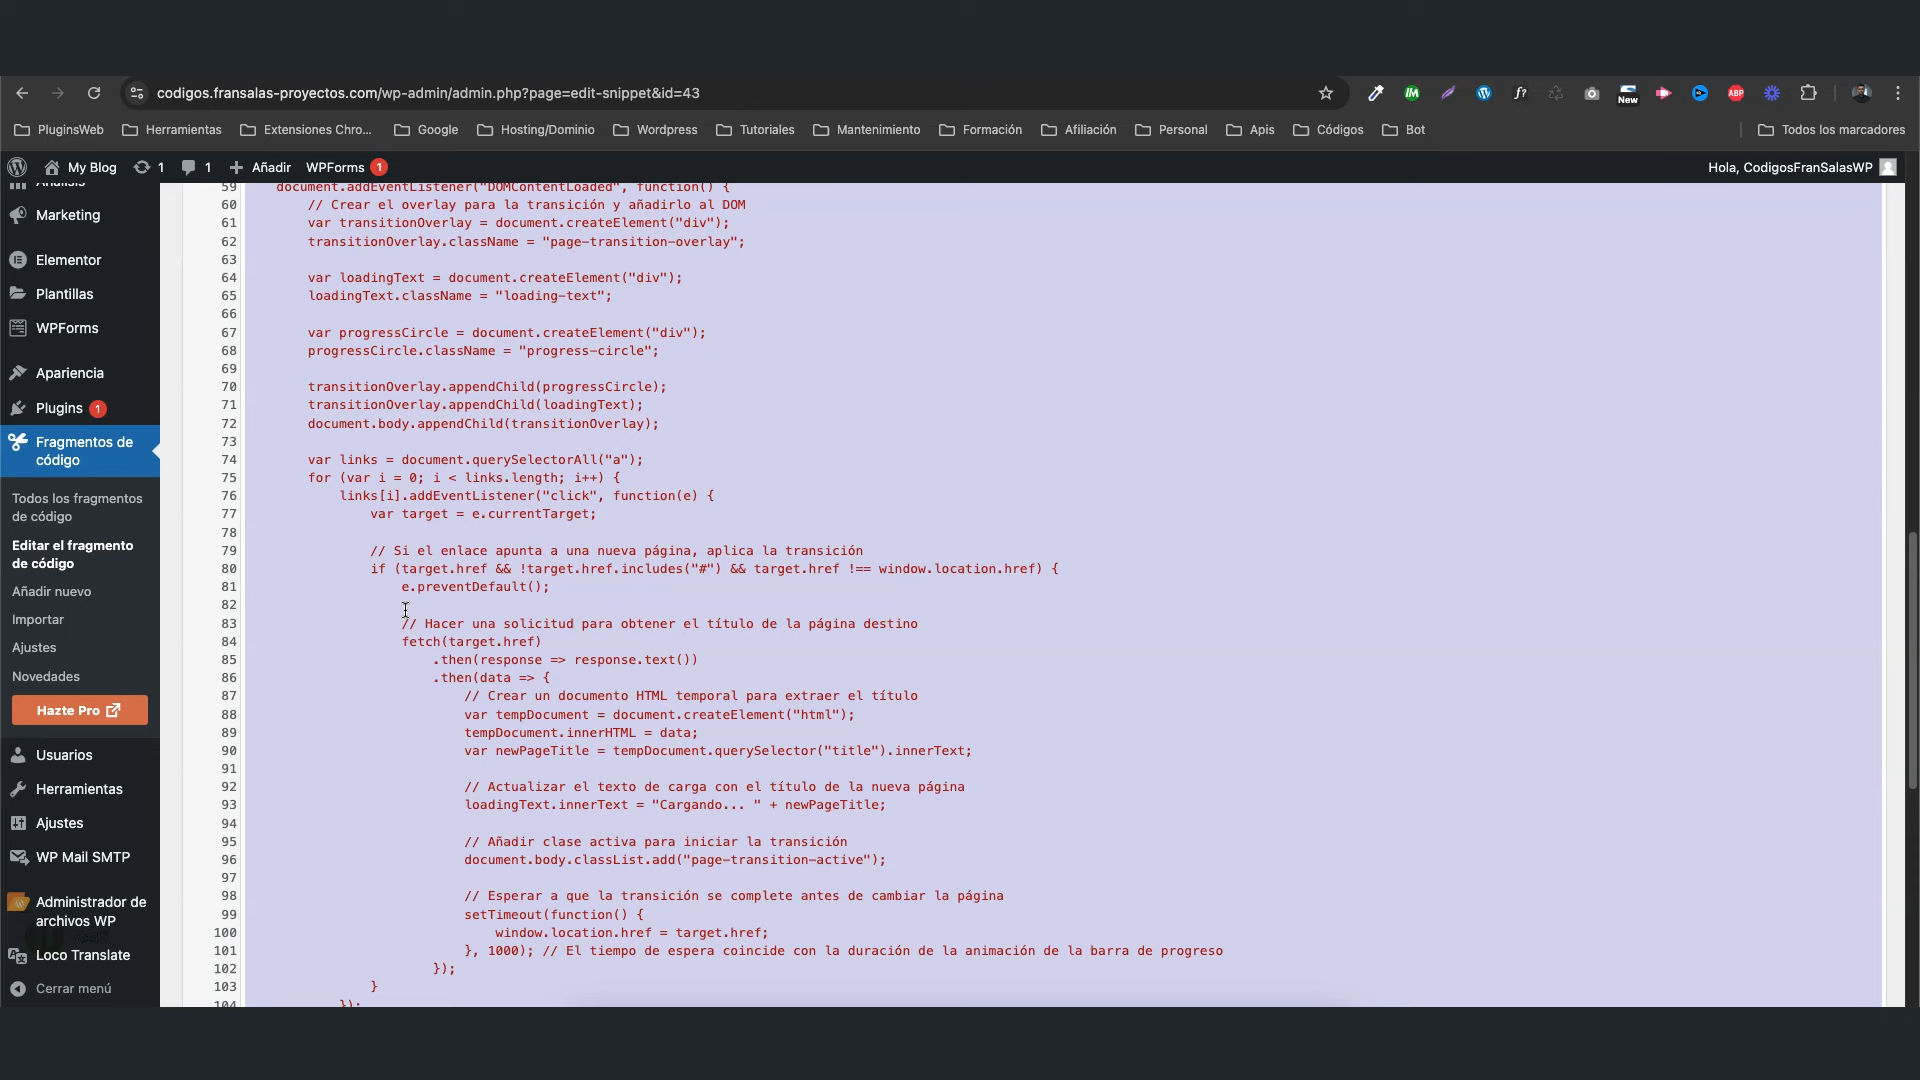 codigos.fransalas-proyectos.com/wp-admin/admin.php?page=edit-snippet&id=43
New
ABP
PluginsWeb Herramientas Extensiones Chro... Google Hosting/Dominio Wordpress Tutoriales Mantenimiento Formación Afiliación Personal Apis Códigos Bot Todos los marcadores
My Blog 1 1 Añadir WPForms 1 Hola, CodigosFranSalasWP
Análisis
Marketing
Elementor
Plantillas
WPForms
Apariencia
Plugins 1
Fragmentos de
código
Todos los fragmentos
de código
Editar el fragmento
de código
Añadir nuevo
Importar
Ajustes
Novedades
Hazte Pro
Usuarios
Herramientas
Ajustes
WP Mail SMTP
Administrador de
archivos WP
Loco Translate
Cerrar menú
59 document.addEventListener("DOMContentLoaded", function() {
60 // Crear el overlay para la transición y añadirlo al DOM
61 var transitionOverlay = document.createElement("div");
62 transitionOverlay.className = "page-transition-overlay";
63
64 var loadingText = document.createElement("div");
65 loadingText.className = "loading-text";
66
67 var progressCircle = document.createElement("div");
68 progressCircle.className = "progress-circle";
69
70 transitionOverlay.appendChild(progressCircle);
71 transitionOverlay.appendChild(loadingText);
72 document.body.appendChild(transitionOverlay);
73
74 var links = document.querySelectorAll("a");
75 for (var i = 0; i < links.length; i++) {
76 links[i].addEventListener("click", function(e) {
77 var target = e.currentTarget;
78
79 // Si el enlace apunta a una nueva página, aplica la transición
80 if (target.href && !target.href.includes("#") && target.href !== window.location.href) {
81 e.preventDefault();
82
83 // Hacer una solicitud para obtener el título de la página destino
84 fetch(target.href)
85 .then(response => response.text())
86 .then(data => {
87 // Crear un documento HTML temporal para extraer el título
88 var tempDocument = document.createElement("html");
89 tempDocument.innerHTML = data;
90 var newPageTitle = tempDocument.querySelector("title").innerText;
91
92 // Actualizar el texto de carga con el título de la nueva página
93 loadingText.innerText = "Cargando... " + newPageTitle;
94
95 // Añadir clase activa para iniciar la transición
96 document.body.classList.add("page-transition-active");
97
98 // Esperar a que la transición se complete antes de cambiar la página
99 setTimeout(function() {
100 window.location.href = target.href;
101 }, 1000); // El tiempo de espera coincide con la duración de la animación de la barra de progreso
102 });
103 }
104 });